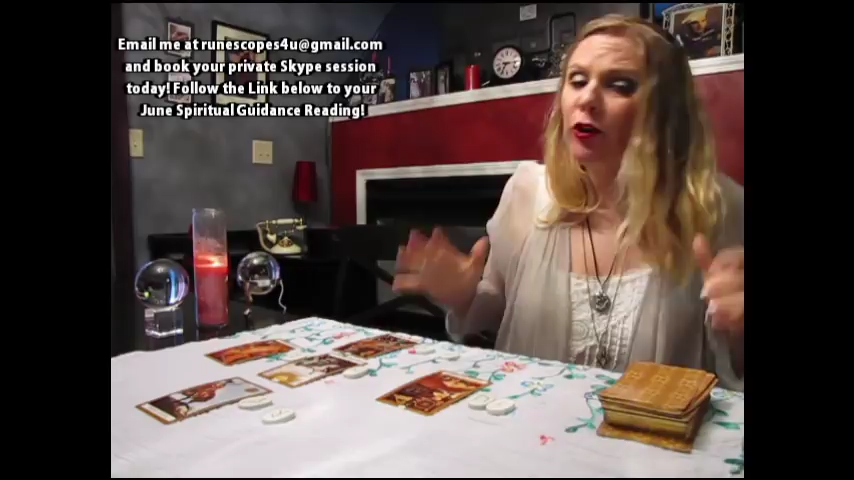 Email me at runescopes4u@gmail.com
and book your private Skype session
today! Follow the Link below to your
June Spiritual Guidance Reading!